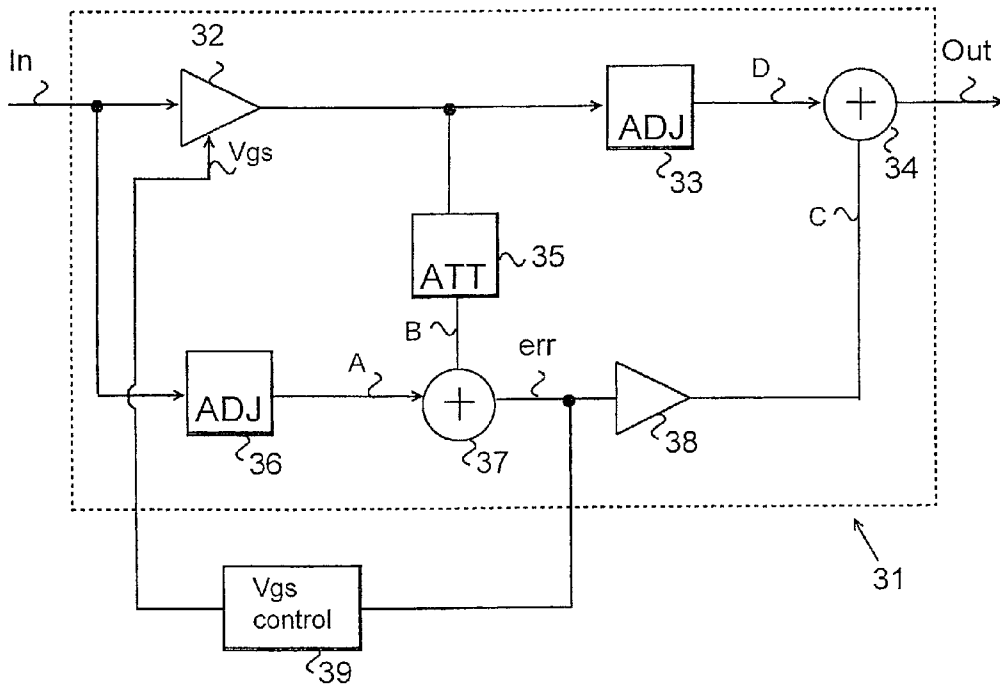 In
32
Vgs
ADJ
33
D
34
Out
C
ATT
35
B
ADJ
36
A
37
err
38
31
Vgs
control
39